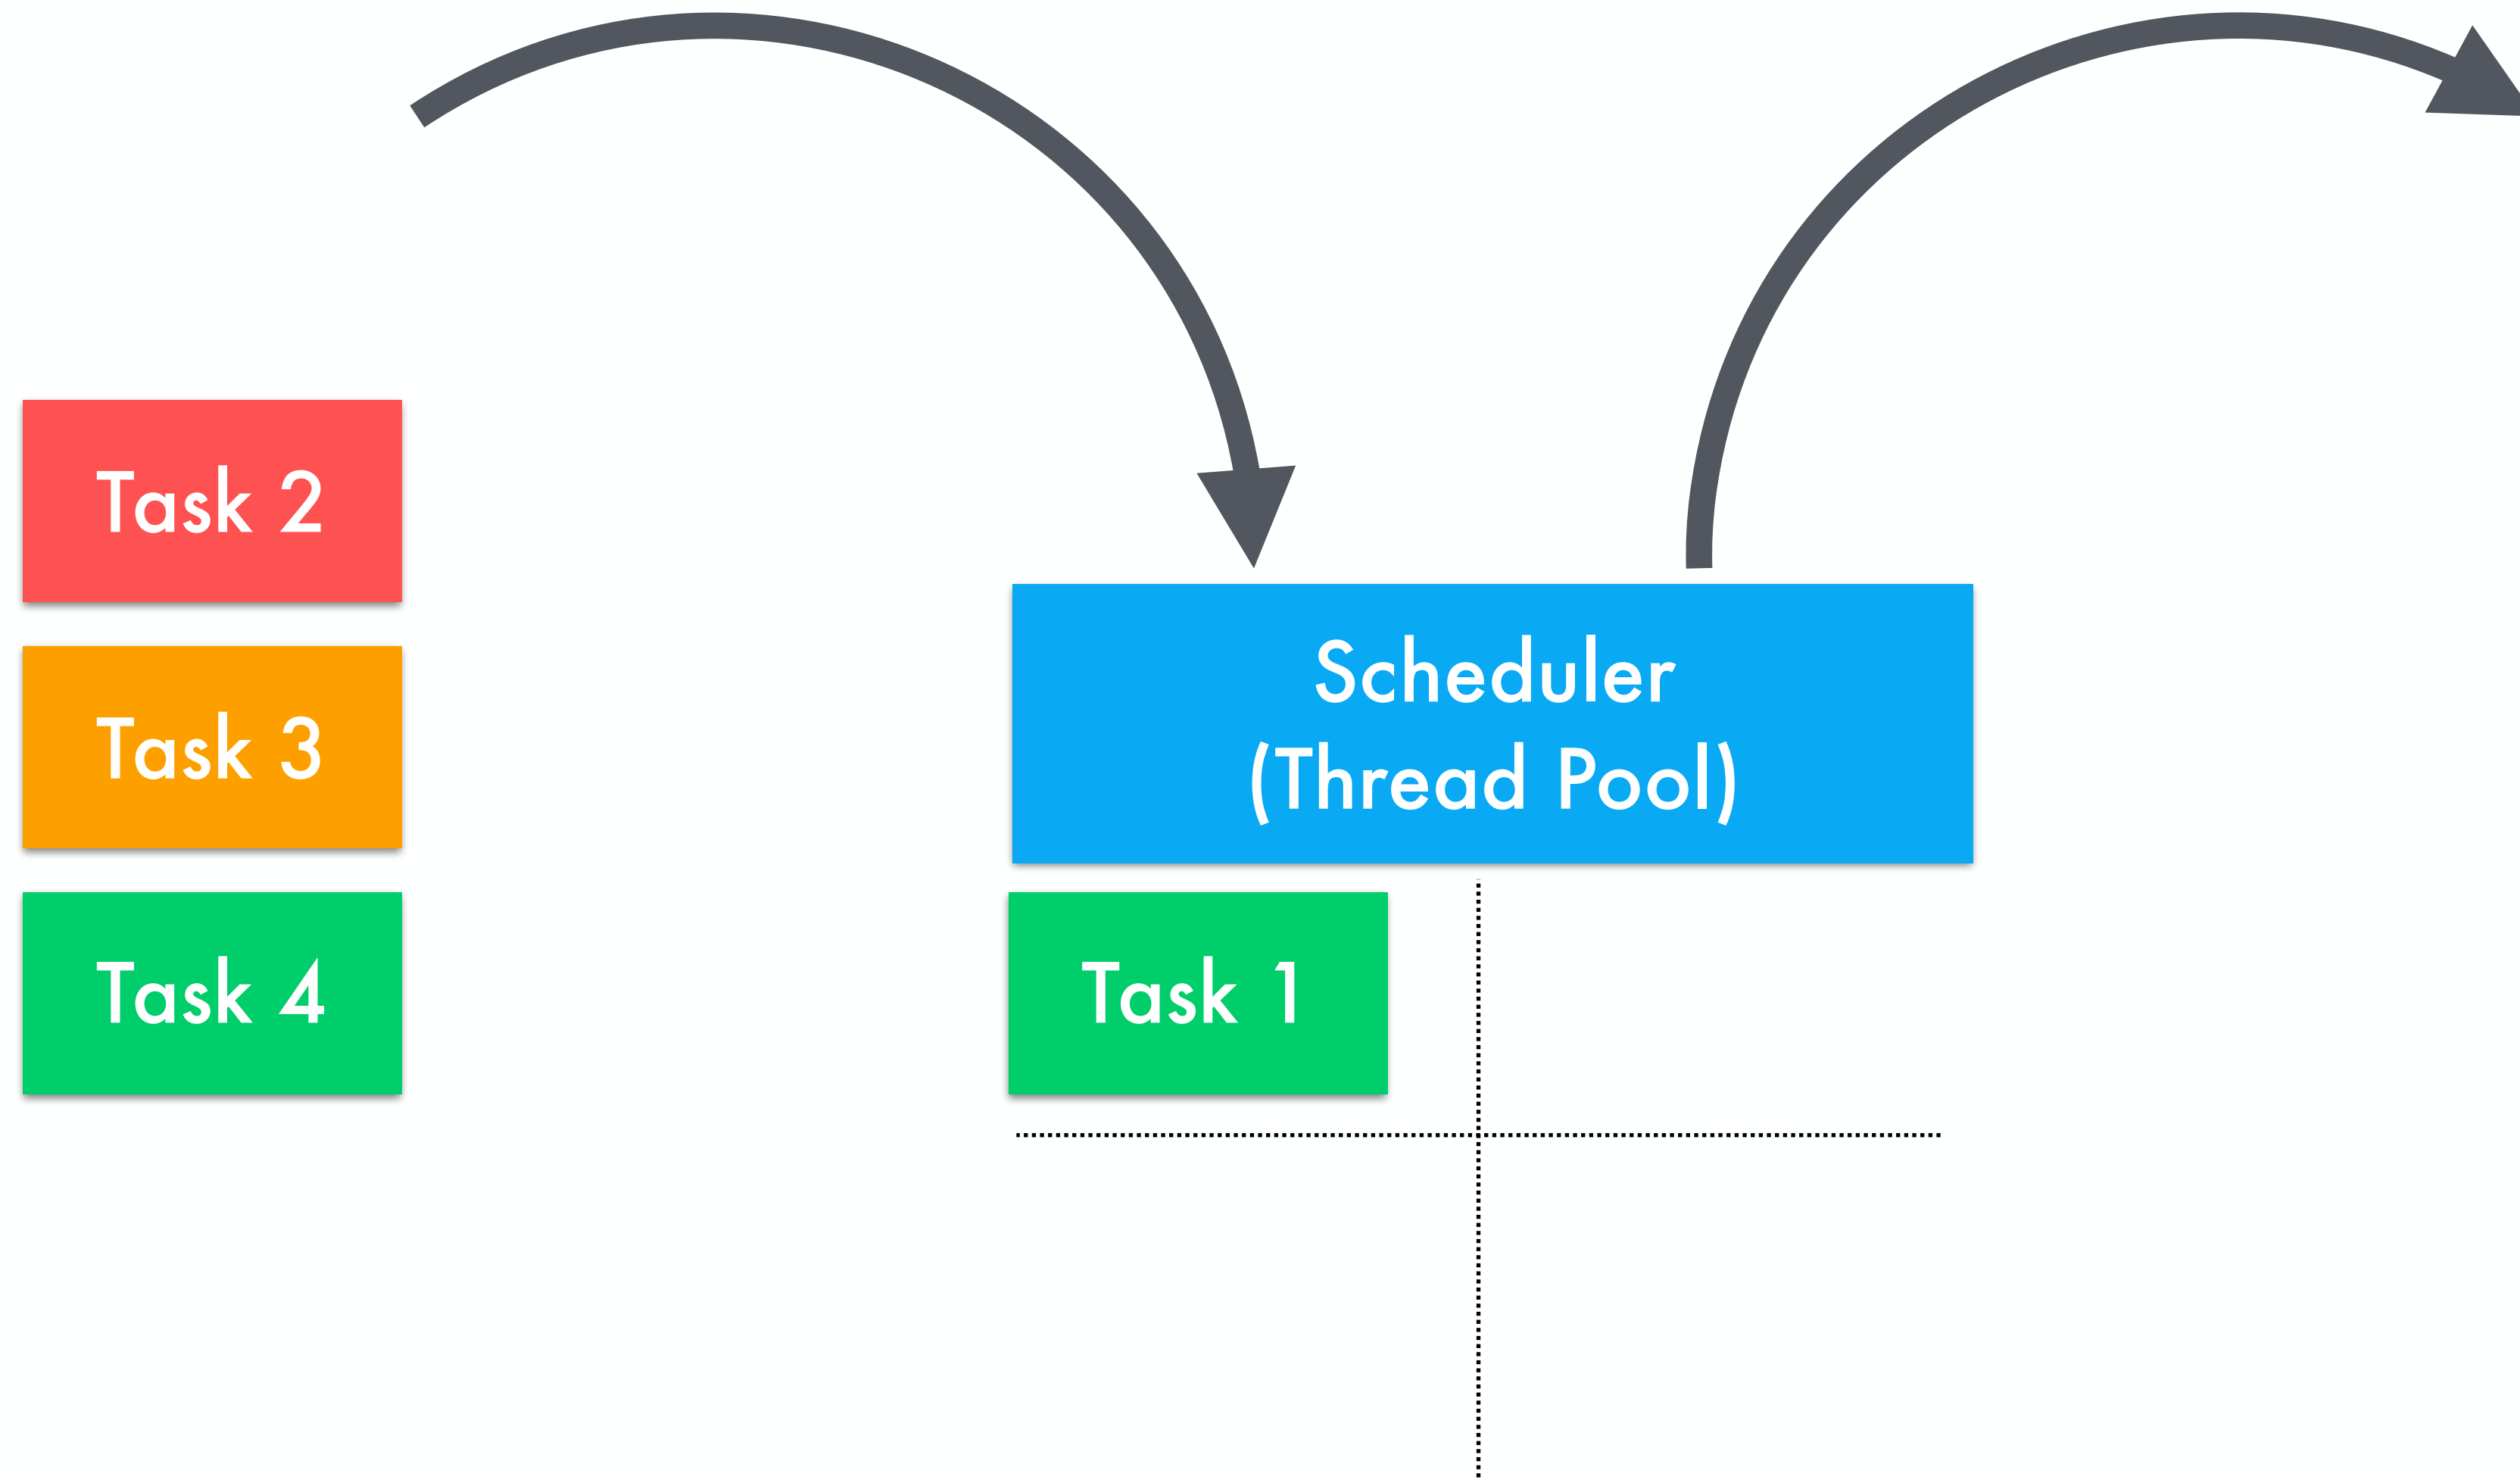 Task 2
Task 3
Task 4
Scheduler
(Thread Pool)
Task 1